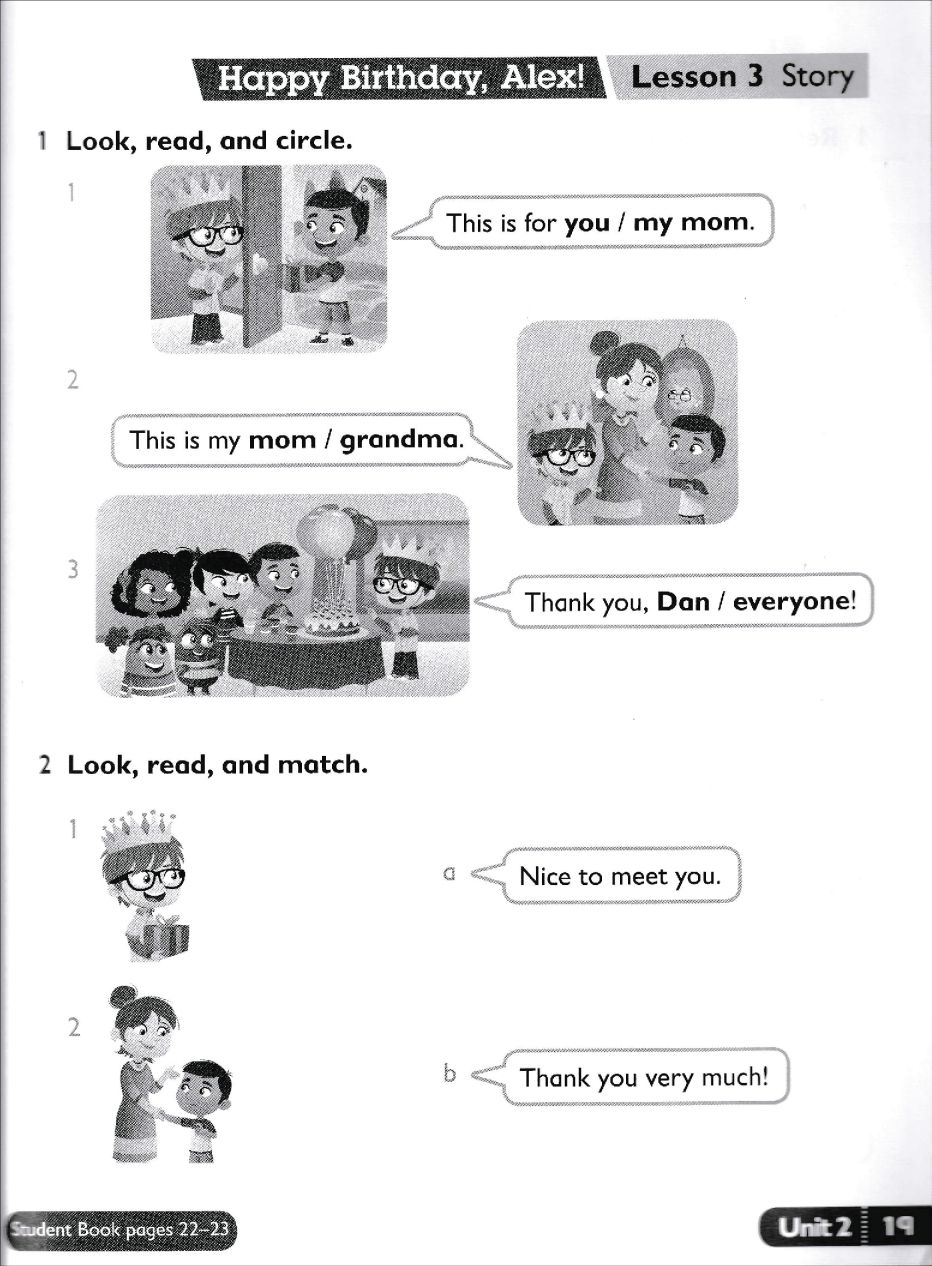 Happy Birthday, Alex! Lesson 3 Story
1 Look, read, and circle.
1
This is for you / my mom.
2
This is my mom / grandma.
3
Thank you, Dan / everyone!
2 Look, read, and match.
1
a Nice to meet you.
2
b Thank you very much!
Student Book pages 22–23
Unit 2 19